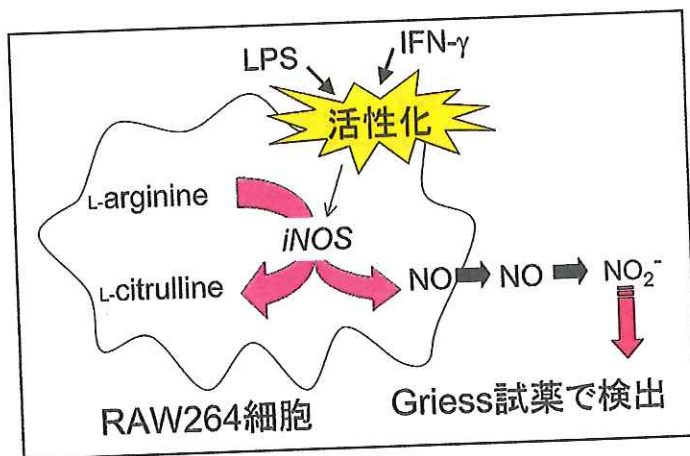 LPS
IFN-γ
活性化
L-arginine
iNOS
L-citrulline
NO
NO
NO₂⁻
RAW264細胞
Griess試薬で検出